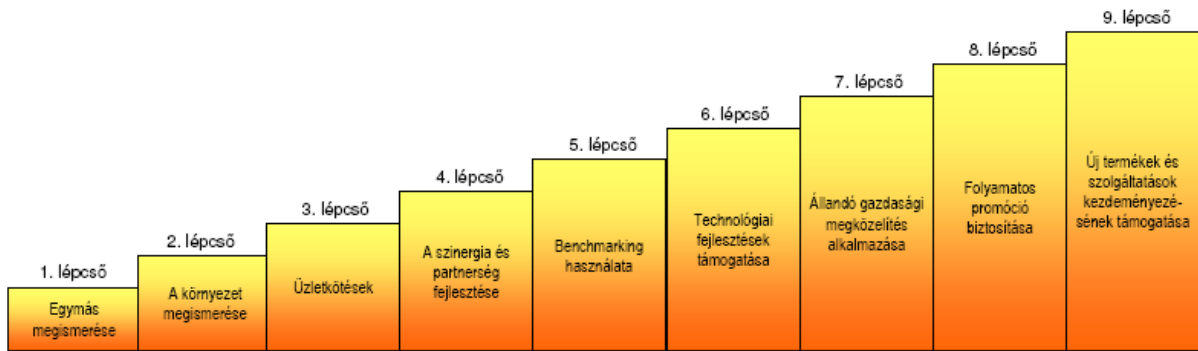 1. lépcső
Egymás
megismerése
2. lépcső
A környezet
megismerése
3. lépcső
Üzletkötések
4. lépcső
A szinergia és
partnerség
fejlesztése
5. lépcső
Benchmarking
használata
6. lépcső
Technológiai
fejlesztések
támogatása
7. lépcső
Állandó gazdasági
megközelítés
alkalmazása
8. lépcső
Folyamatos
promóció
biztosítása
9. lépcső
Új termékek és
szolgáltatások
kezdeményezé-
sének támogatása